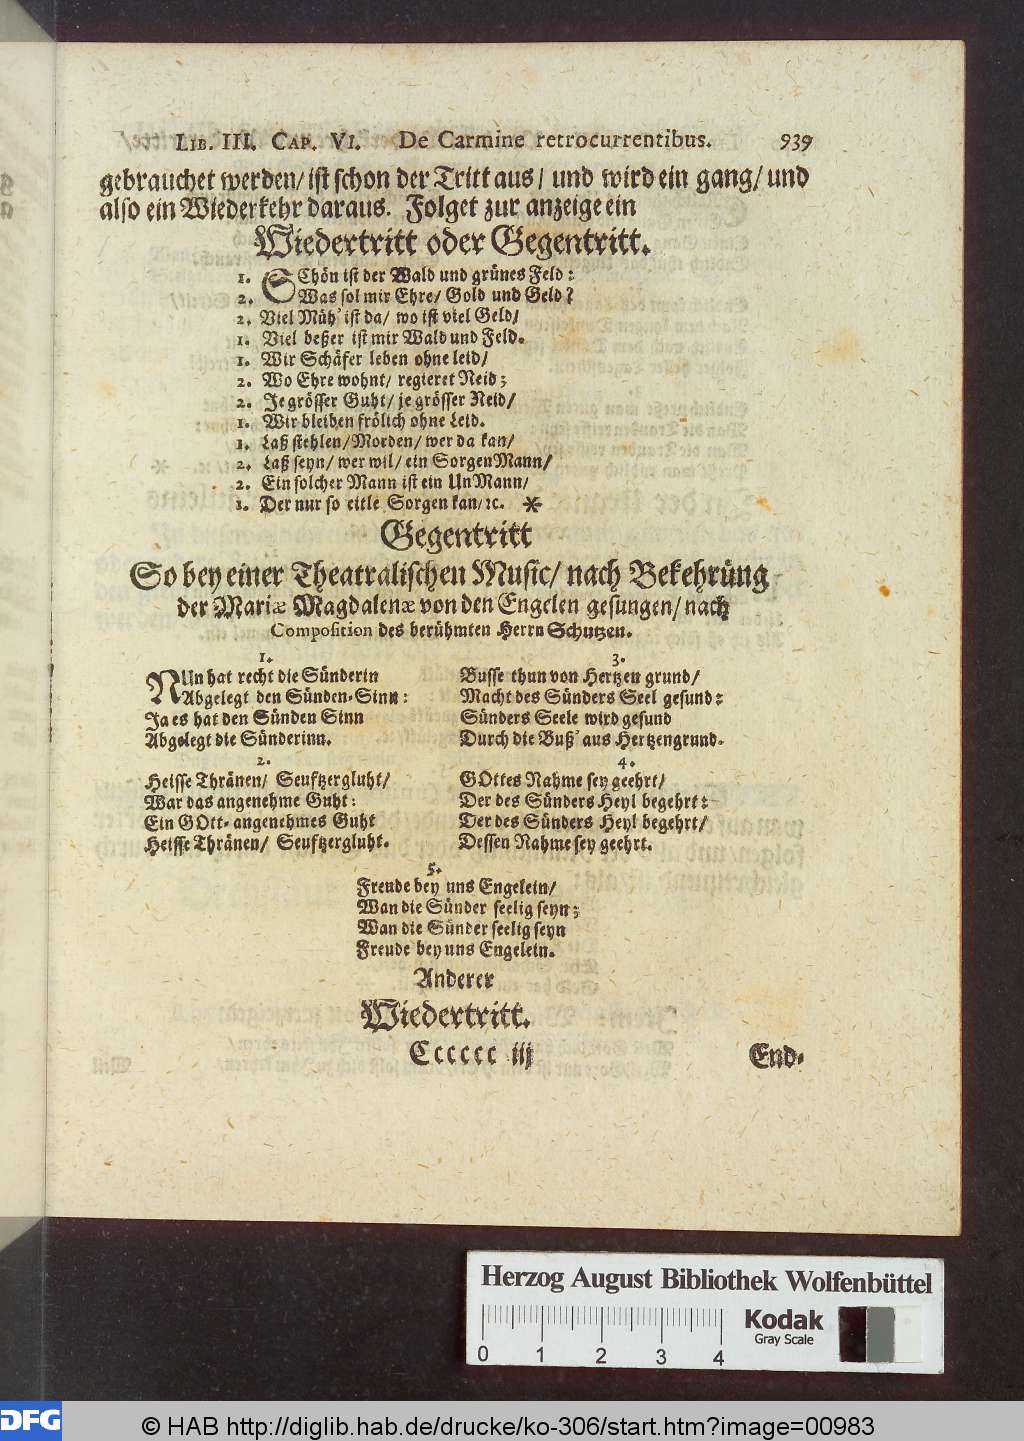 LIB. III. CAP. VI. De Carmine retrocurrentibus. 939
gebrauchet werden/ ist schon der Tritt aus/ und wird ein gang/ und
also ein Wiederkehr daraus. Folget zur anzeige ein
Wiedertritt oder Gegentritt.
1. SChön ist der Wald und grünes Feld:
2. Was sol mir Ehre/ Gold und Geld?
2. Viel Müh' ist da/ wo ist viel Geld/
1. Viel beßer ist mir Wald und Feld.
1. Wir Schäfer leben ohne leid/
2. Wo Ehre wohnt/ regieret Neid;
2. Je grösser Guht/ je grösser Neid/
1. Wir bleiben frölich ohne Leid.
1. Laß stehlen/ Morden/ wer da kan/
2. Laß seyn/ wer wil/ ein SorgenMann/
2. Ein solcher Mann ist ein UnMann/
1. Der nur so eitle Sorgen kan/ ꝛc. *
Gegentritt
So bey einer Theatralischen Music/ nach Bekehrüng
der Mariæ Magdalenæ von den Engelen gesungen/ nach
Composition des berühmten Herrn Schutzen.
1.
NUn hat recht die Sünderin
Abgelegt den Sünden-Sinn:
Ja es hat den Sünden Sinn
Abgelegt die Sünderinn.
2.
Heisse Thränen/ Seuftzergluht/
War das angenehme Guht:
Ein GOtt-angenehmes Guht
Heisse Thränen/ Seuftzergluht.
3.
Busse thun von Hertzen grund/
Macht des Sünders Seel gesund:
Sünders Seele wird gesund
Durch die Buß' aus Hertzengrund.
4.
GOttes Nahme sey geehrt/
Der des Sünders Heyl begehrt:
Der des Sünders Heyl begehrt/
Dessen Nahme sey geehrt.
5.
Freude bey uns Engelein/
Wan die Sünder seelig seyn;
Wan die Sünder seelig seyn
Freude bey uns Engelein.
Anderer
Wiedertritt.
Cccccc iij End-
Herzog August Bibliothek Wolfenbüttel
Kodak
Gray Scale
0 1 2 3 4
DFG © HAB http://diglib.hab.de/drucke/ko-306/start.htm?image=00983